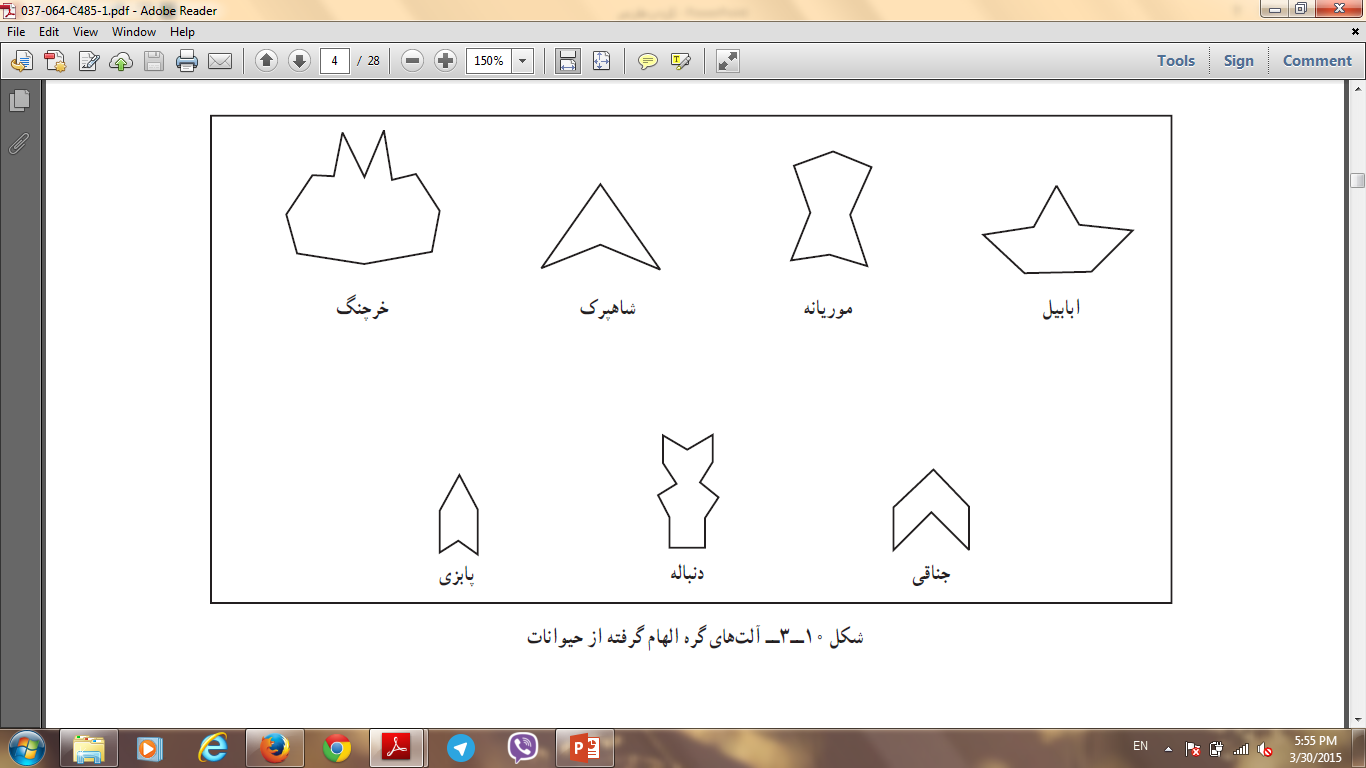 037-064-C485-1.pdf - Adobe Reader
File Edit View Window Help
4 / 28 150% Tools Sign Comment
ابابیل موریانه شاهپرک خرچنگ
جناقی دنباله پابزی
شکل ۱۰ــ۳ــ آلت‌های گره الهام گرفته از حیوانات
EN 5:55 PM
3/30/2015